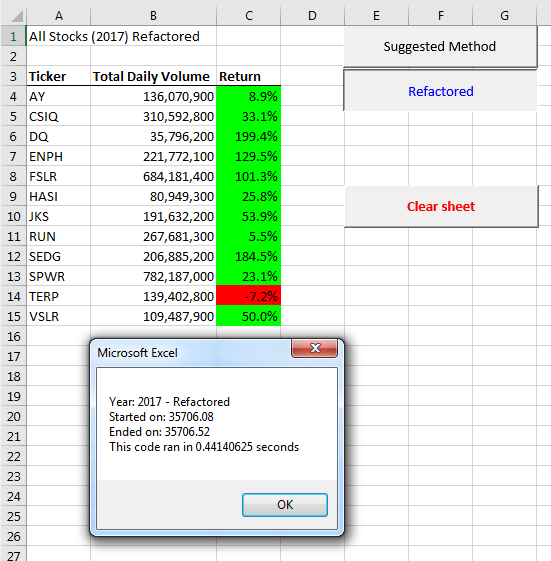 A B C D E F G
1 All Stocks (2017) Refactored Suggested Method
2
3 Ticker Total Daily Volume Return
4 AY 136,070,900 8.9% Refactored
5 CSIQ 310,592,800 33.1%
6 DQ 35,796,200 199.4%
7 ENPH 221,772,100 129.5%
8 FSLR 684,181,400 101.3%
9 HASI 80,949,300 25.8%
10 JKS 191,632,200 53.9% Clear sheet
11 RUN 267,681,300 5.5%
12 SEDG 206,885,200 184.5%
13 SPWR 782,187,000 23.1%
14 TERP 139,402,800 -7.2%
15 VSLR 109,487,900 50.0%
16
17 Microsoft Excel
18
19
20 Year: 2017 - Refactored
21 Started on: 35706.08
Ended on: 35706.52
22 This code ran in 0.44140625 seconds
23
24
25 OK
26
27